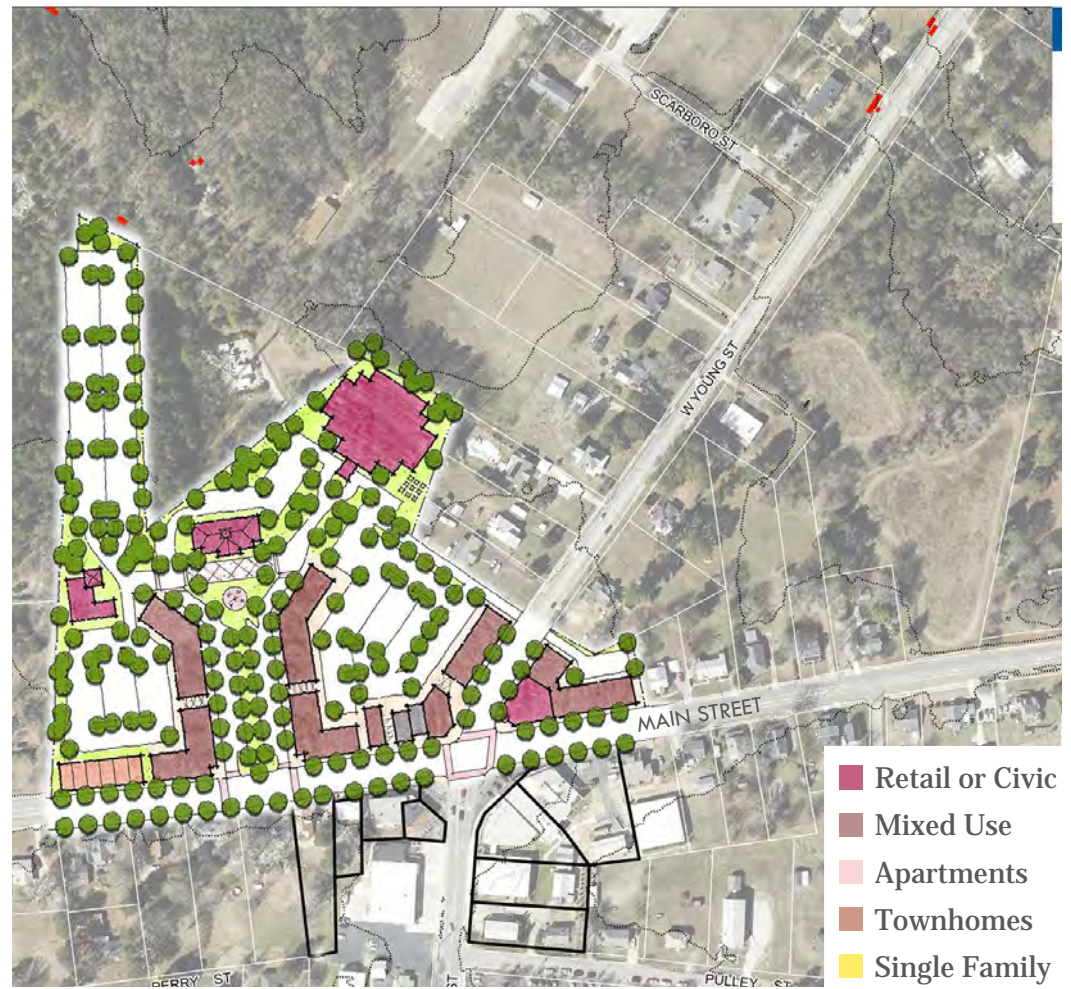 SCARBORO ST
W YOUNG ST
MAIN STREET
Retail or Civic
Mixed Use
Apartments
Townhomes
Single Family
PERRY ST
ST
PULLEY ST